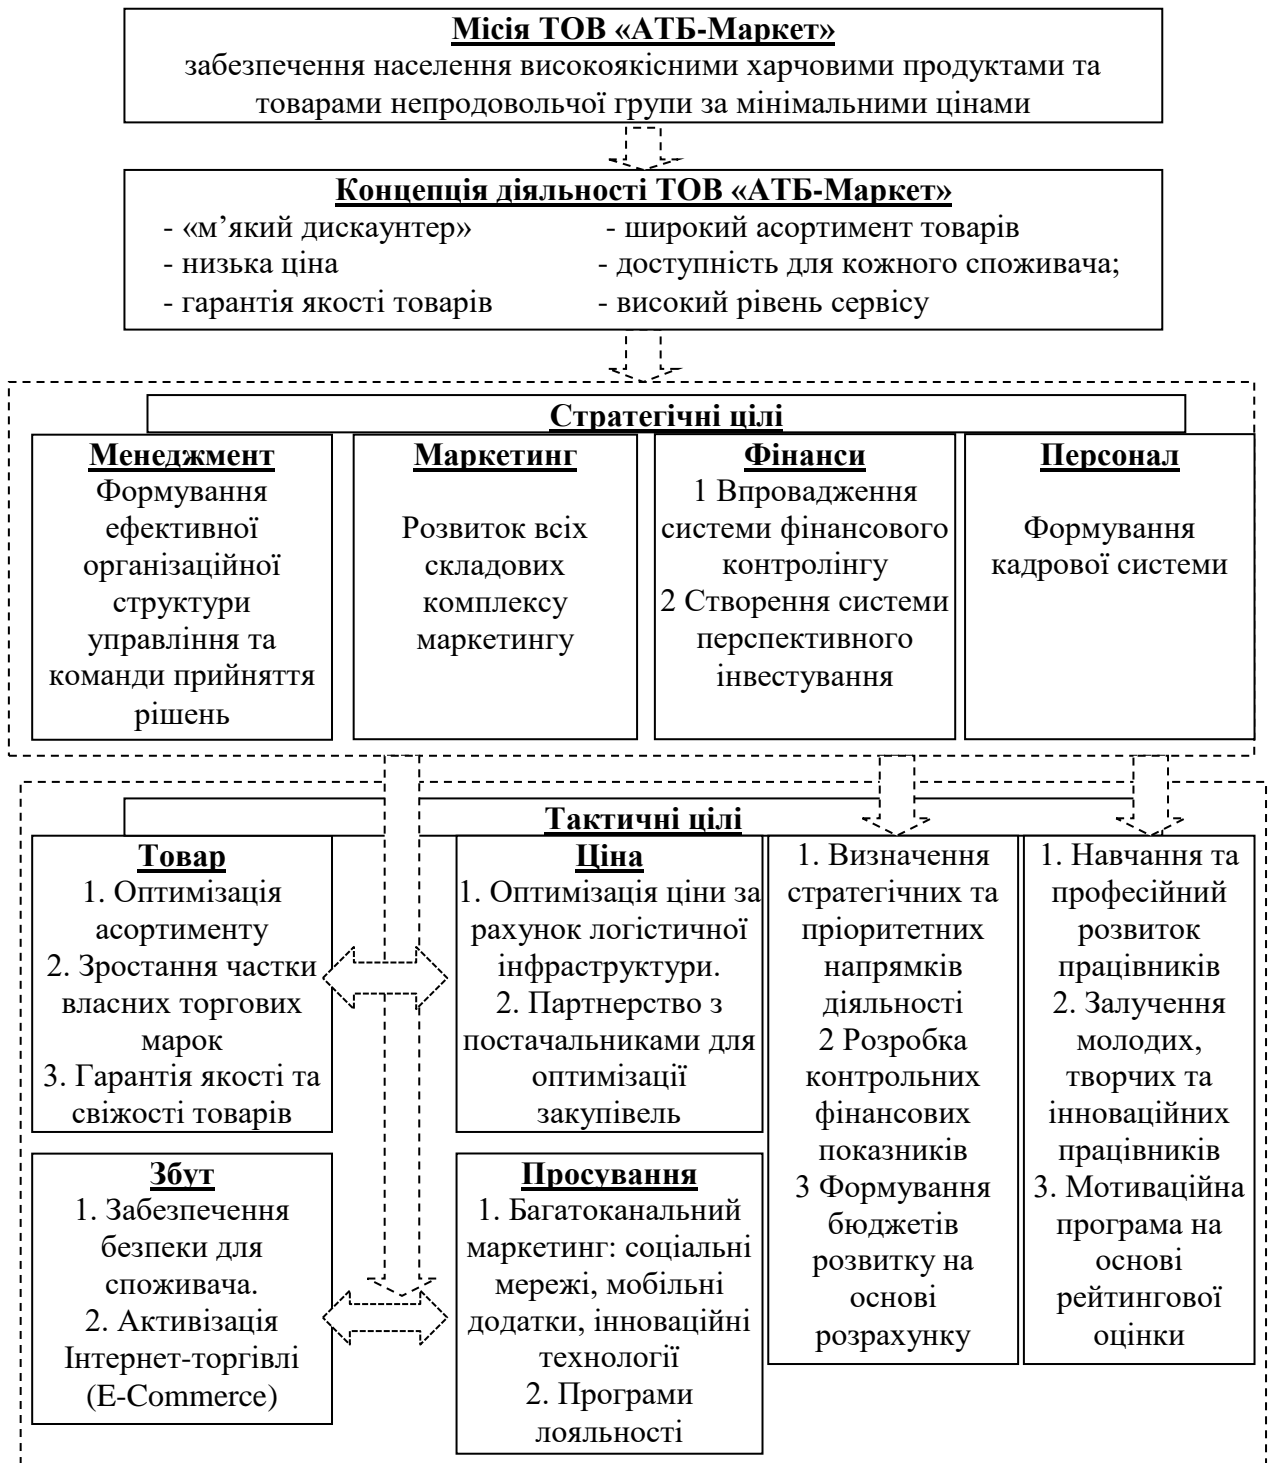 Місія ТОВ «АТБ-Маркет»
забезпечення населення високоякісними харчовими продуктами та
товарами непродовольчої групи за мінімальними цінами
Концепція діяльності ТОВ «АТБ-Маркет»
- «м’який дискаунтер» - широкий асортимент товарів
- низька ціна - доступність для кожного споживача;
- гарантія якості товарів - високий рівень сервісу
Стратегічні цілі
Менеджмент
Формування
ефективної
організаційної
структури
управління та
команди прийняття
рішень
Маркетинг
Розвиток всіх
складових
комплексу
маркетингу
Фінанси
1 Впровадження
системи фінансового
контролінгу
2 Створення системи
перспективного
інвестування
Персонал
Формування
кадрової системи
Тактичні цілі
Товар
1. Оптимізація
асортименту
2. Зростання частки
власних торгових
марок
3. Гарантія якості та
свіжості товарів
Ціна
1. Оптимізація ціни за
рахунок логістичної
інфраструктури.
2. Партнерство з
постачальниками для
оптимізації
закупівель
1. Визначення
стратегічних та
пріоритетних
напрямків
діяльності
2 Розробка
контрольних
фінансових
показників
3 Формування
бюджетів
розвитку на
основі
розрахунку
1. Навчання та
професійний
розвиток
працівників
2. Залучення
молодих,
творчих та
інноваційних
працівників
3. Мотиваційна
програма на
основі
рейтингової
оцінки
Збут
1. Забезпечення
безпеки для
споживача.
2. Активізація
Інтернет-торгівлі
(E-Commerce)
Просування
1. Багатоканальний
маркетинг: соціальні
мережі, мобільні
додатки, інноваційні
технології
2. Програми
лояльності